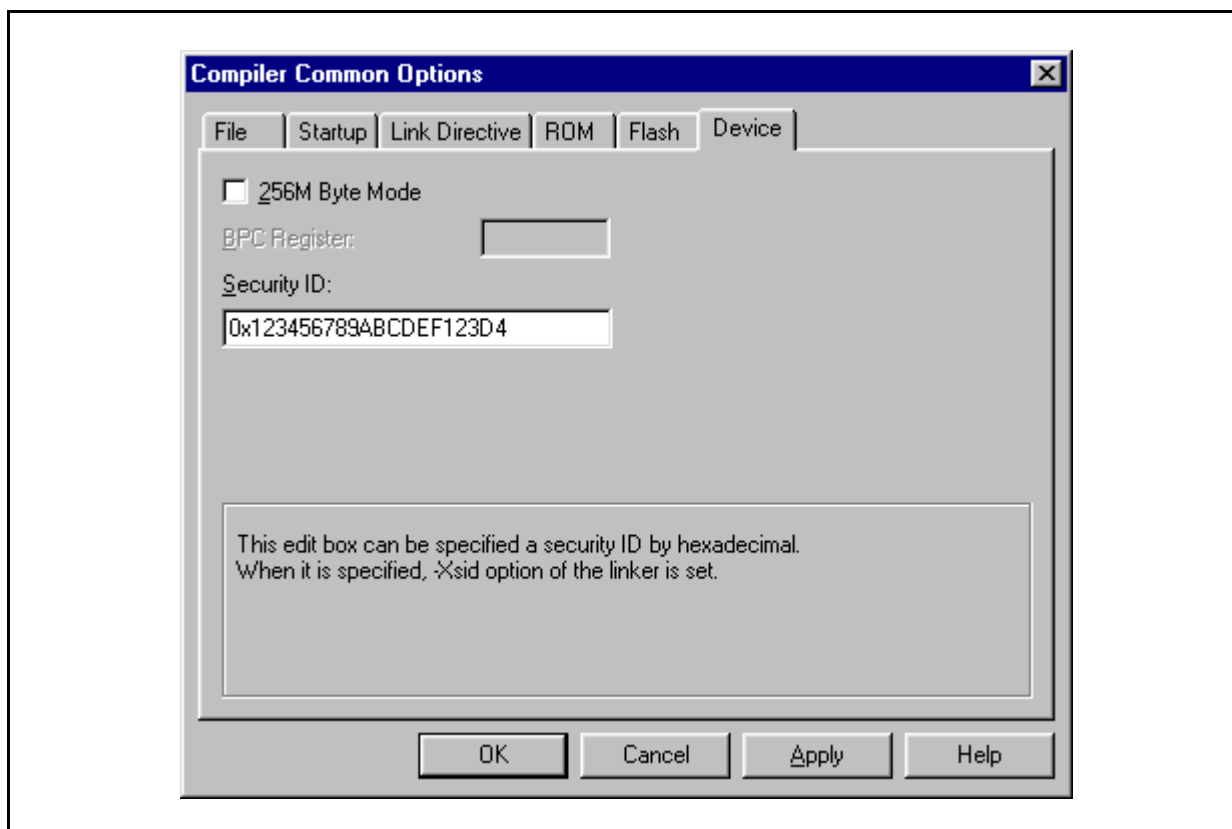 Compiler Common Options
File Startup Link Directive ROM Flash Device
256M Byte Mode
BPC Register:
Security ID:
0x123456789ABCDEF123D4
This edit box can be specified a security ID by hexadecimal.
When it is specified, -Xsid option of the linker is set.
OK Cancel Apply Help